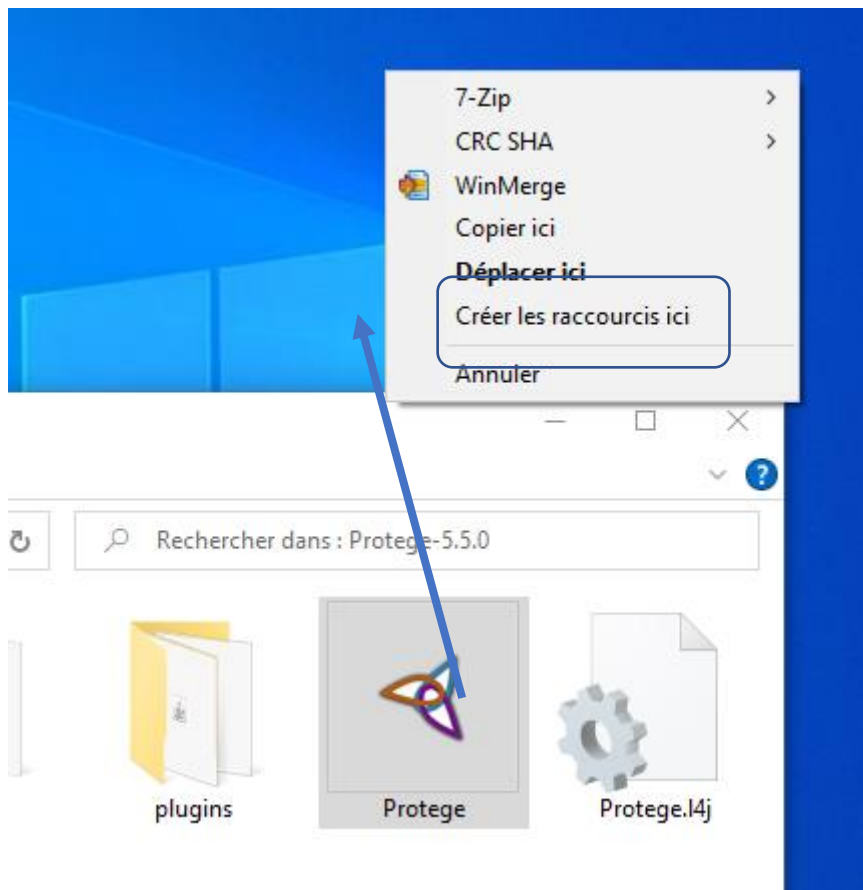 7-Zip
CRC SHA
WinMerge
Copier ici
Déplacer ici
Créer les raccourcis ici
Annuler
?
Rechercher dans : Protege-5.5.0
plugins
Protege
Protege.l4j